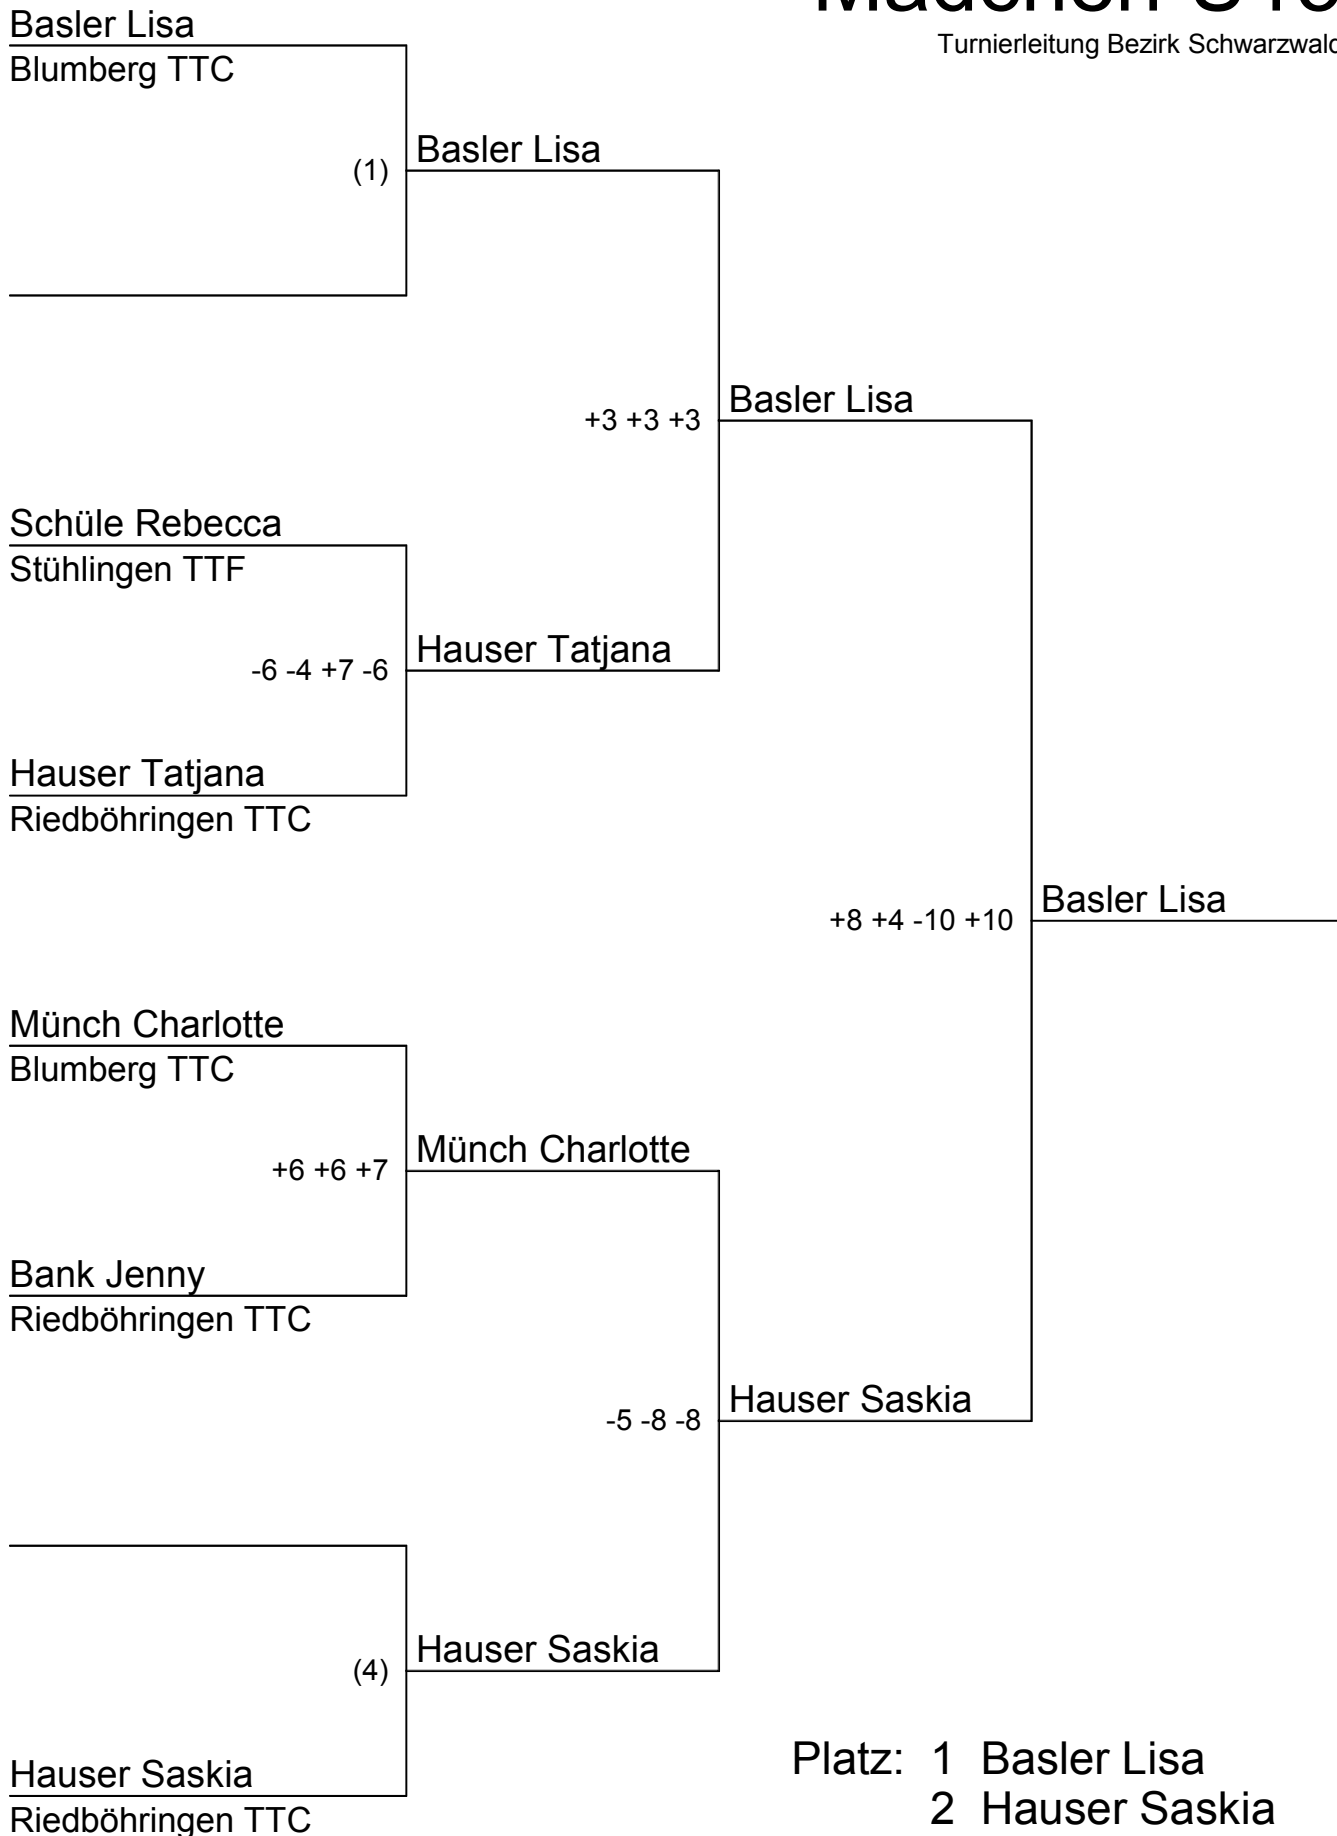 Mädchen U18
Turnierleitung Bezirk Schwarzwald
Basler Lisa
Blumberg TTC
(1)
Basler Lisa
+3 +3 +3
Basler Lisa
Schüle Rebecca
Stühlingen TTF
-6 -4 +7 -6
Hauser Tatjana
Hauser Tatjana
Riedböhringen TTC
+8 +4 -10 +10
Basler Lisa
Münch Charlotte
Blumberg TTC
+6 +6 +7
Münch Charlotte
Bank Jenny
Riedböhringen TTC
-5 -8 -8
Hauser Saskia
(4)
Hauser Saskia
Hauser Saskia
Riedböhringen TTC
Platz: 1 Basler Lisa
2 Hauser Saskia